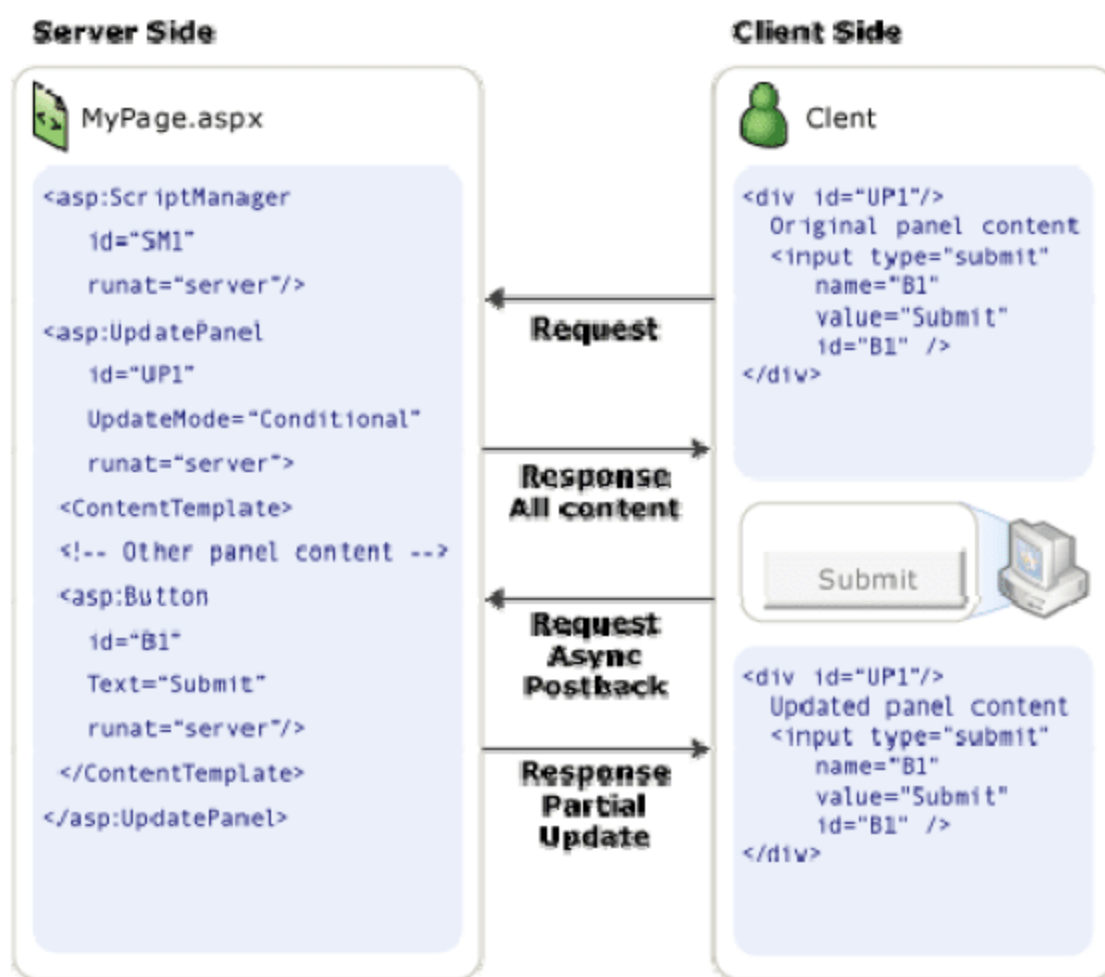 Server Side
MyPage.aspx
<asp:ScriptManager
id="SM1"
runat="server"/>
<asp:UpdatePanel
id="UP1"
UpdateMode="Conditional"
runat="server">
<ContentTemplate>
<!-- Other panel content -->
<asp:Button
id="B1"
Text="Submit"
runat="server"/>
</ContentTemplate>
</asp:UpdatePanel>
Request
Response
All content
Request
Async
Postback
Response
Partial
Update
Client Side
Clent
<div id="UP1"/>
Original panel content
<input type="submit"
name="B1"
value="Submit"
id="B1" />
</div>
Submit
<div id="UP1"/>
Updated panel content
<input type="submit"
name="B1"
value="Submit"
id="B1" />
</div>